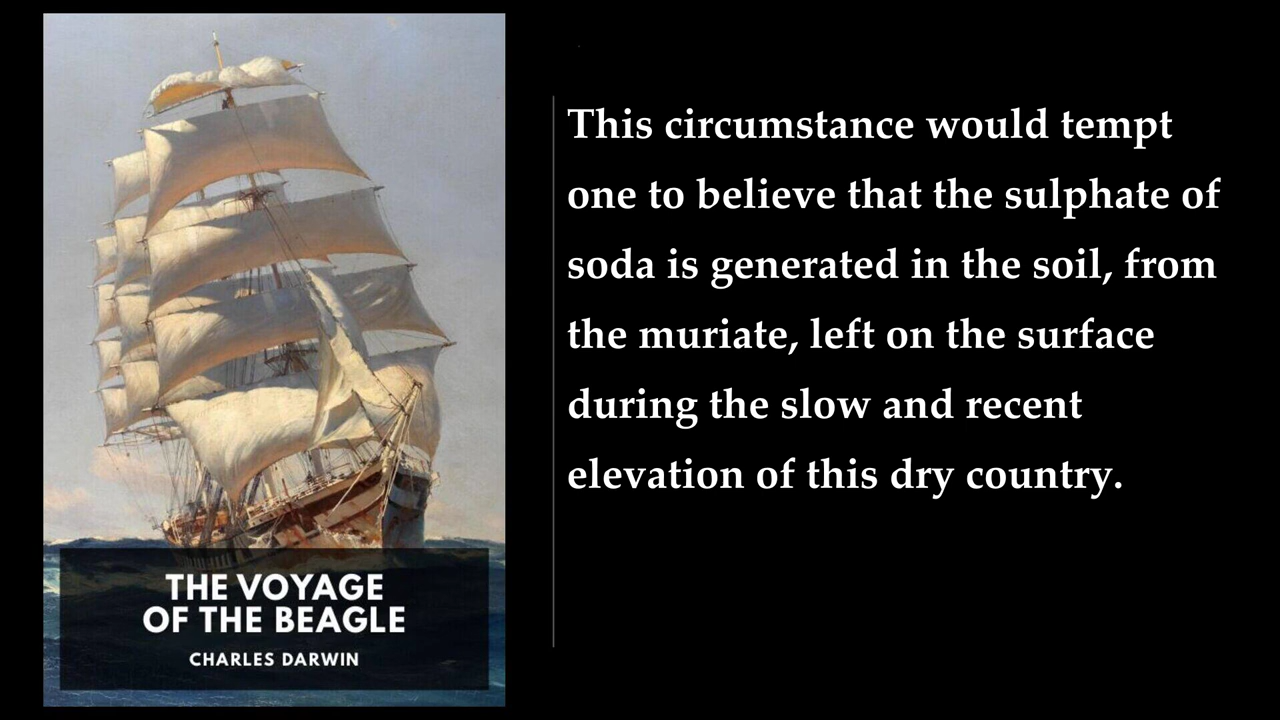 This circumstance would tempt
one to believe that the sulphate of
soda is generated in the soil, from
the muriate, left on the surface
during the slow and recent
elevation of this dry country.
THE VOYAGE
OF THE BEAGLE
CHARLES DARWIN